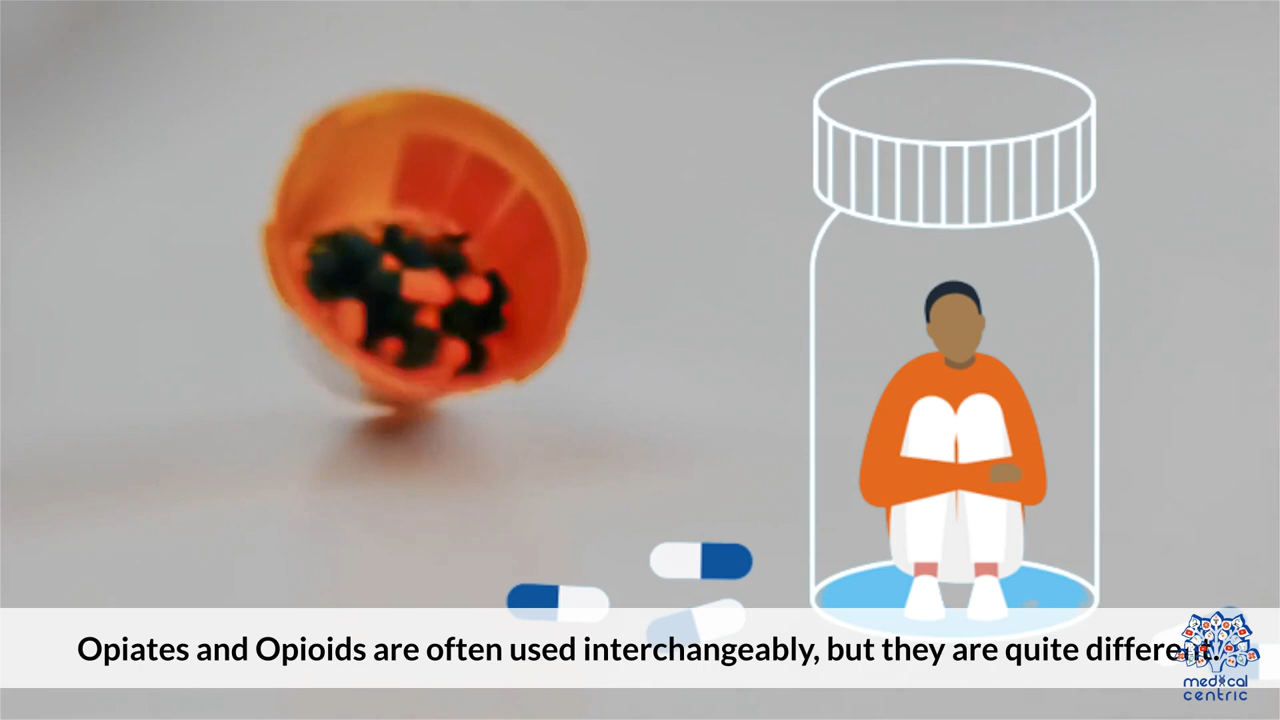 Opiates and Opioids are often used interchangeably, but they are quite different.
medical
centric